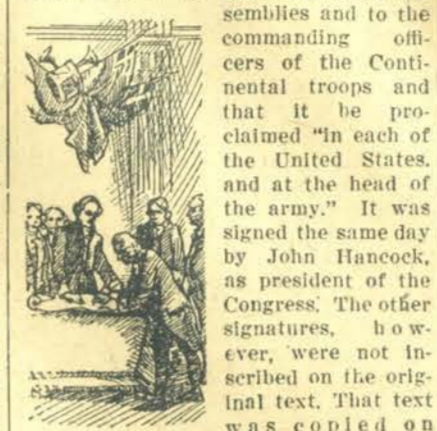 semblies and to the
commanding offi-
cers of the Conti-
nental troops and
that it be pro-
claimed "in each of
the United States.
and at the head of
the army." It was
signed the same day
by John Hancock,
as president of the
Congress. The other
signatures, how-
ever, were not in-
scribed on the orig-
inal text. That text
was copied on